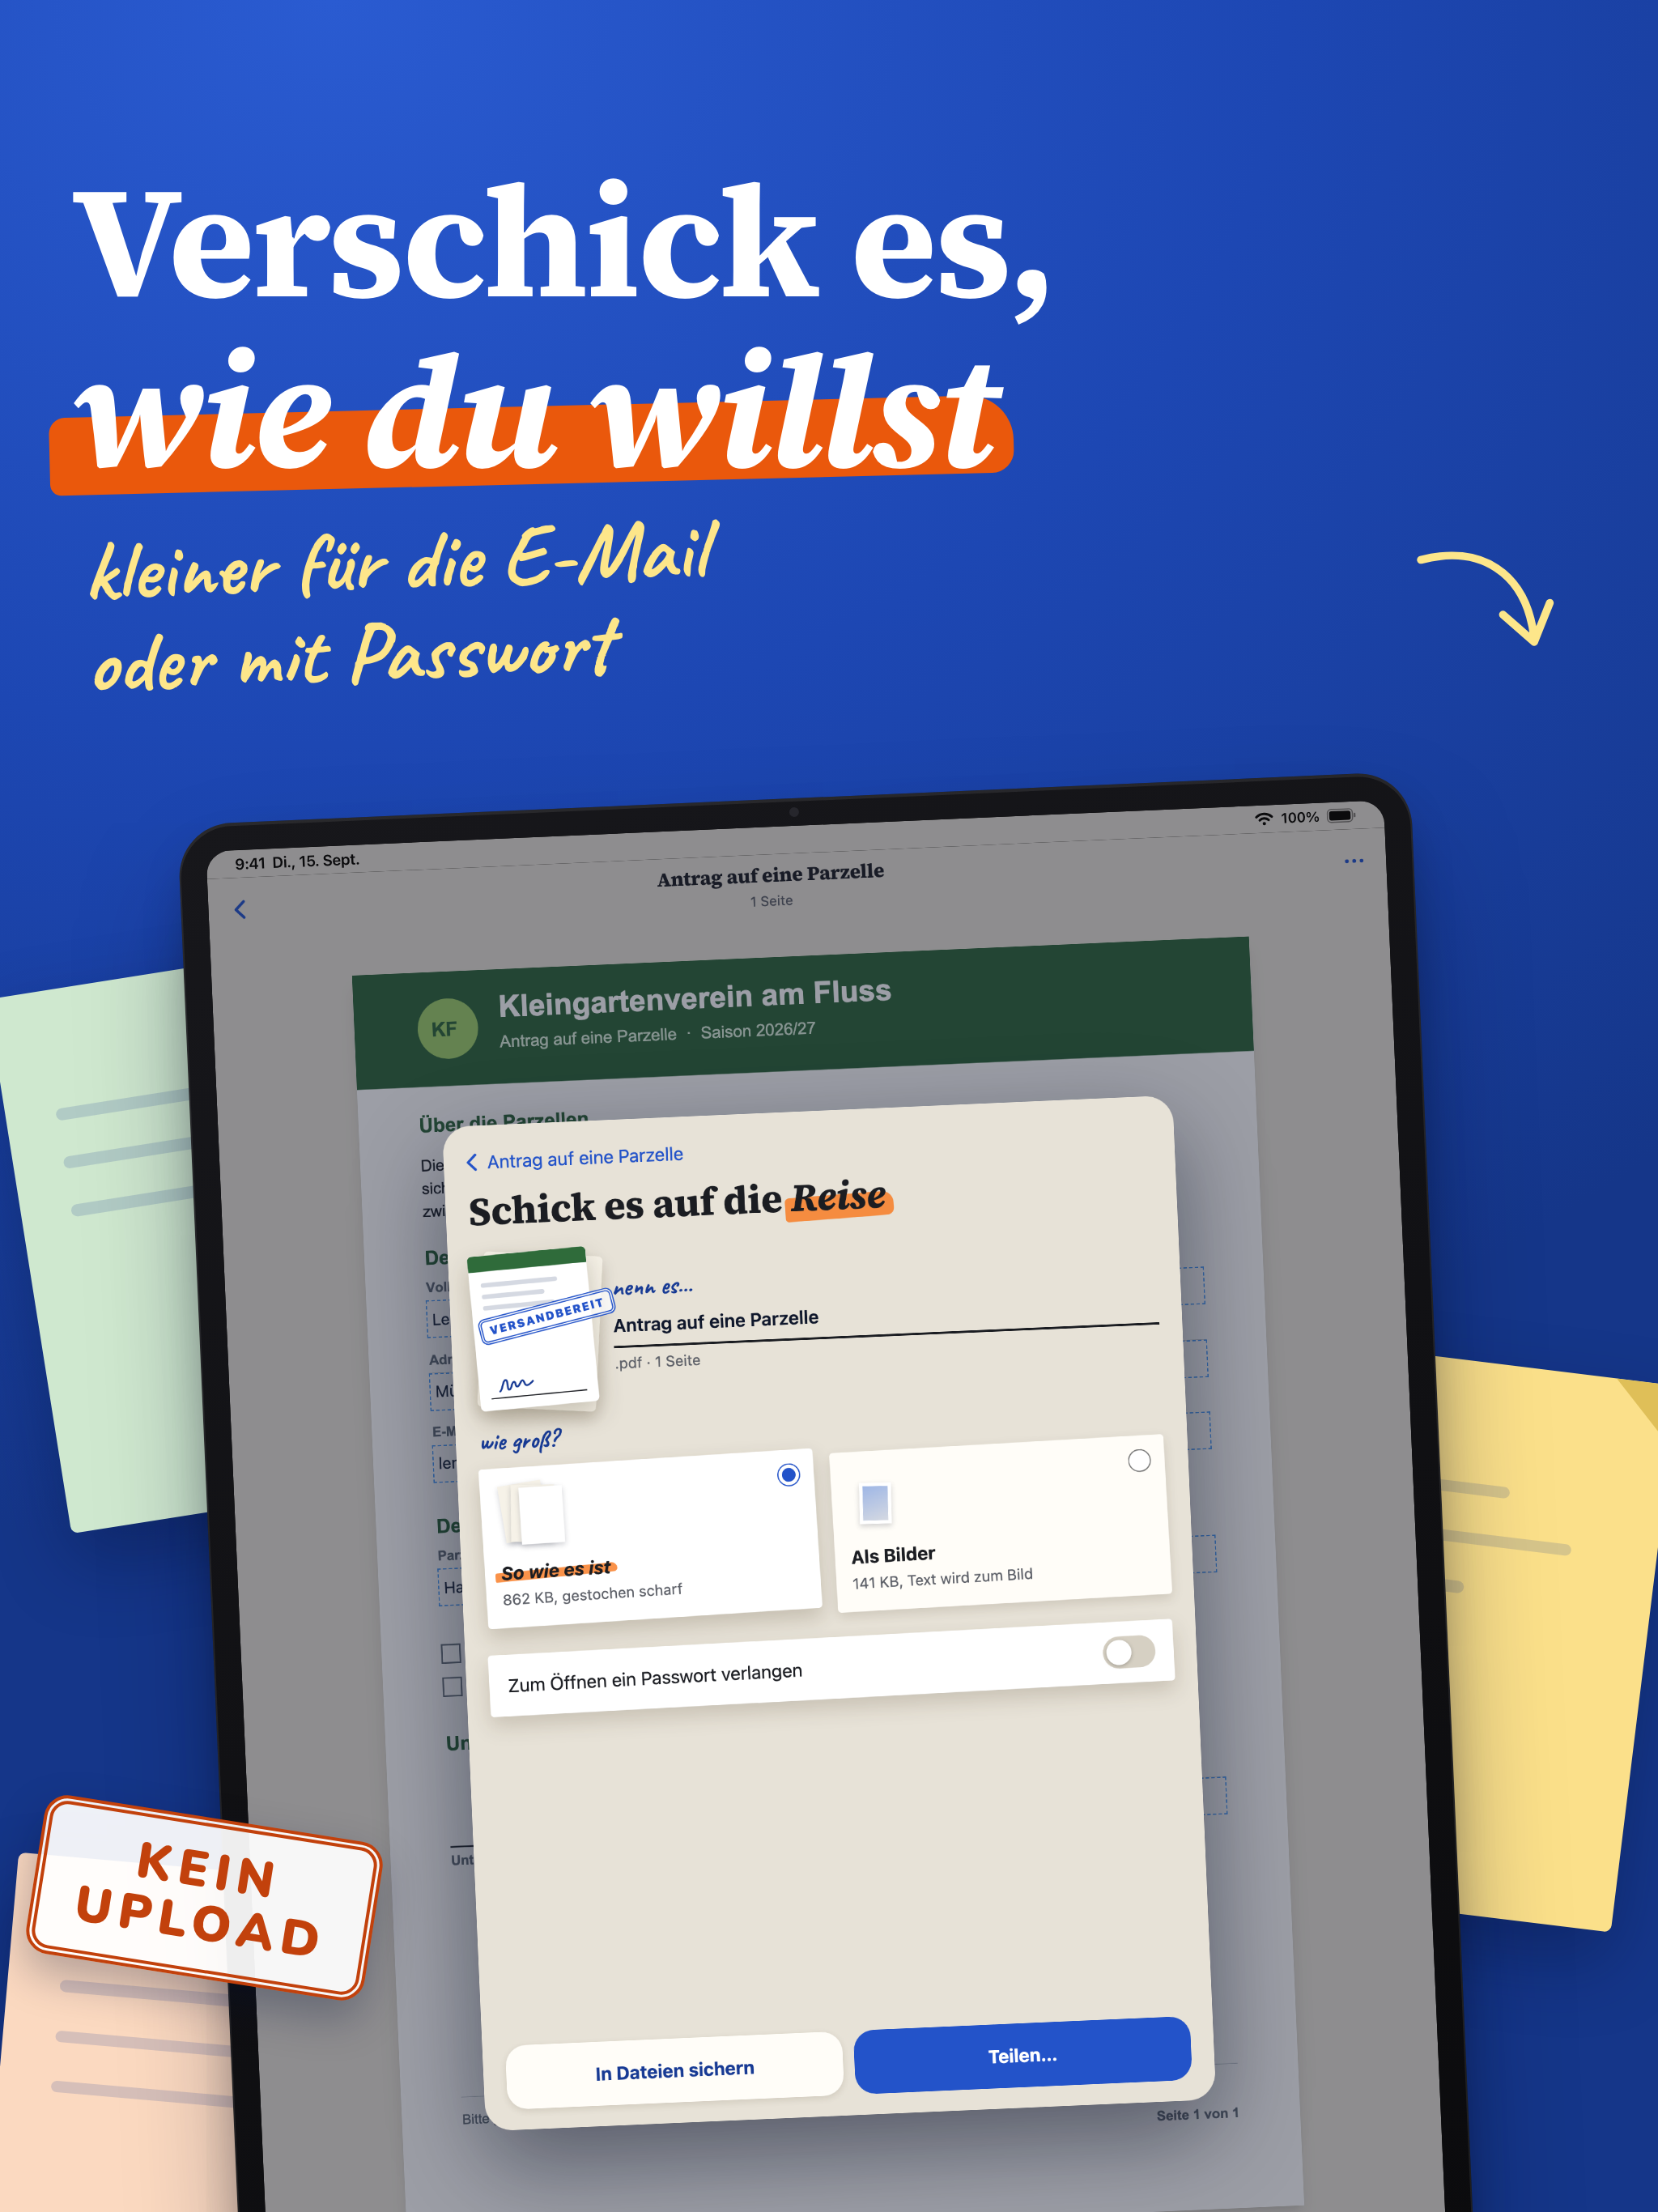 Verschick es,
wie du willst
kleiner für die E-Mail
oder mit Passwort
9:41 Di., 15. Sept.
100%
Antrag auf eine Parzelle
1 Seite
KF
Kleingartenverein am Fluss
Antrag auf eine Parzelle · Saison 2026/27
Über die Parzellen
Die
Antrag auf eine Parzelle
Schick es auf die Reise
VERSANDBEREIT
nenn es...
Antrag auf eine Parzelle
.pdf · 1 Seite
wie groß?
So wie es ist
862 KB, gestochen scharf
Als Bilder
141 KB, Text wird zum Bild
Zum Öffnen ein Passwort verlangen
KEIN
UPLOAD
In Dateien sichern
Teilen...
Bitte
Seite 1 von 1